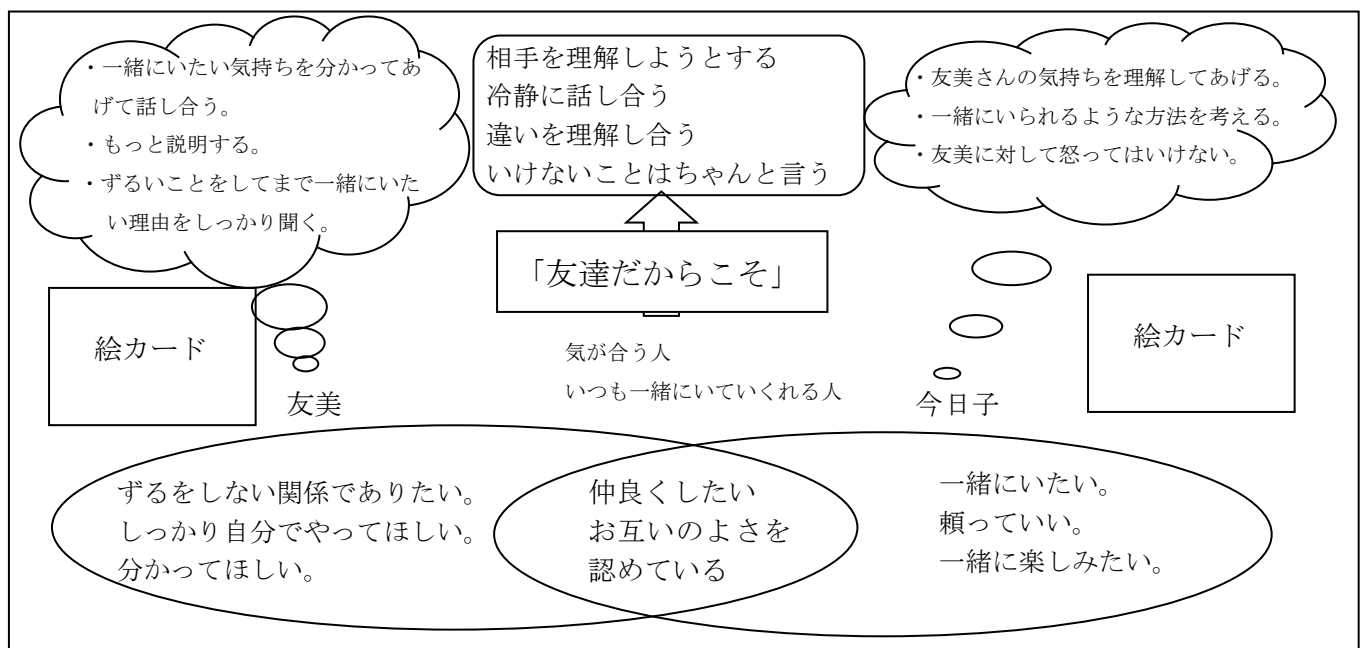 ・一緒にいたい気持ちを分かってあ
げて話し合う。
・もっと説明する。
・ずるいことをしてまで一緒にいた
い理由をしっかり聞く。
相手を理解しようとする
冷静に話し合う
違いを理解し合う
いけないことはちゃんと言う
・友美さんの気持ちを理解してあげる。
・一緒にいられるような方法を考える。
・友美に対して怒ってはいけない。
「友達だからこそ」
絵カード
友美
気が合う人
いつも一緒にいていくれる人
今日子
絵カード
ずるをしない関係でありたい。
しっかり自分でやってほしい。
分かってほしい。
仲良くしたい
お互いのよさを
認めている
一緒にいたい。
頼っていい。
一緒に楽しみたい。